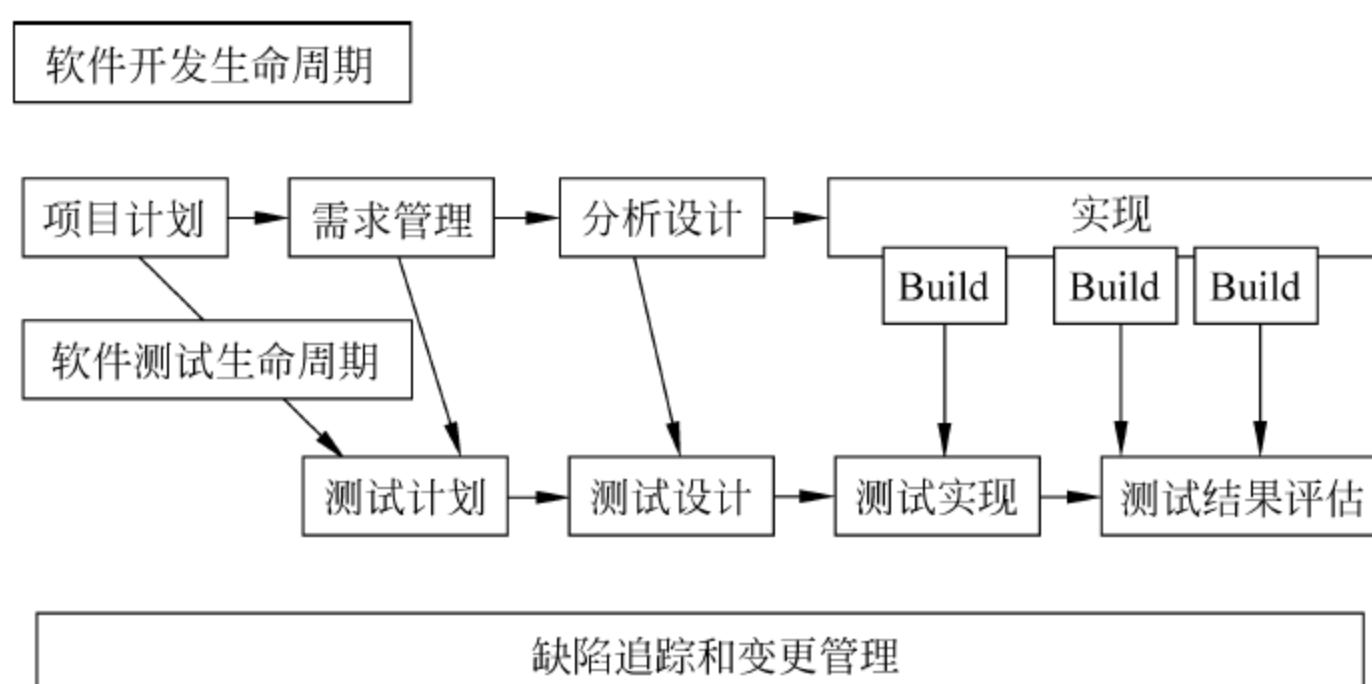 软件开发生命周期
项目计划
需求管理
分析设计
实现
Build
Build
Build
软件测试生命周期
测试计划
测试设计
测试实现
测试结果评估
缺陷追踪和变更管理